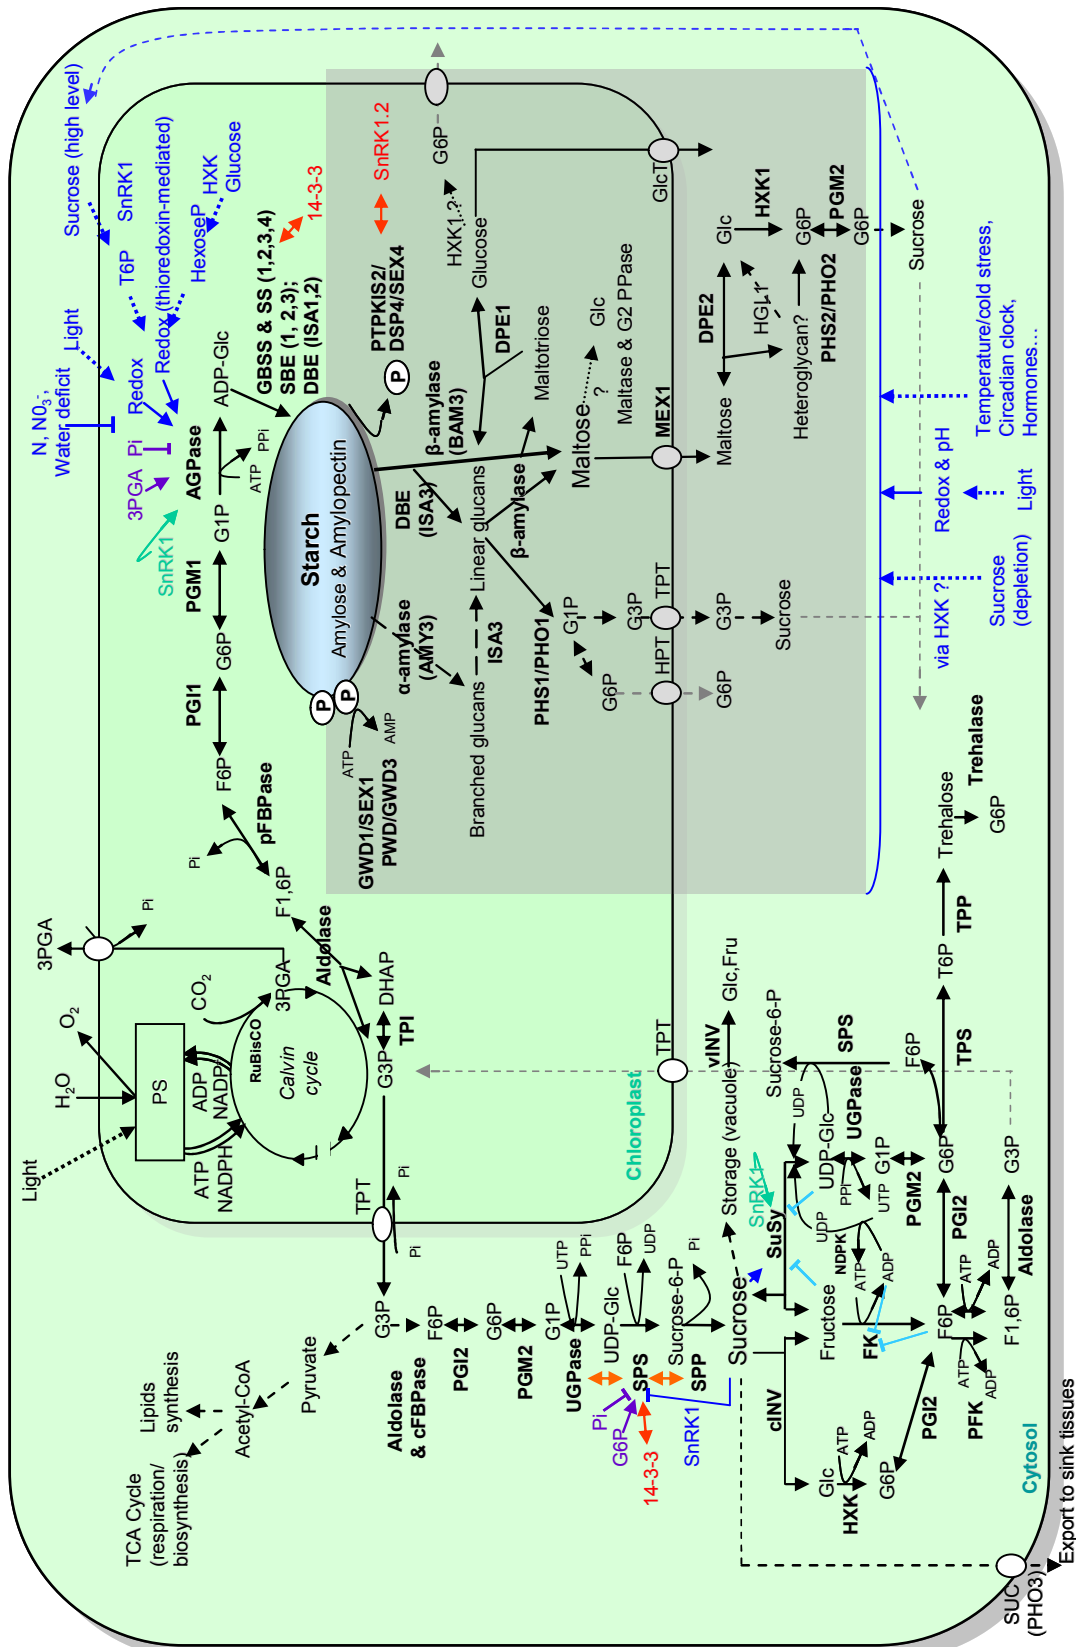 Light
H2O
O2
PS
ATP
NADPH
ADP
NADP
CO2
RuBisCO
Calvin
cycle
3PGA
3PGA
Pi
G3P
TPI
DHAP
Aldolase
F1,6P
pFBPase
Pi
F6P
PGI1
G6P
PGM1
G1P
AGPase
ATP
PPi
ADP-Glc
SnRK1
3PGA
Pi
N, N03-,
Water deficit
Light
Redox
Redox (thioredoxin-mediated)
T6P
SnRK1
Sucrose (high level)
HexoseP
HXK
Glucose
GBSS & SS (1,2,3,4)
SBE (1, 2,3);
DBE (ISA1,2)
14-3-3
Starch
Amylose & Amylopectin
P
P
P
PTPKIS2/
DSP4/SEX4
SnRK1.2
ATP
AMP
GWD1/SEX1
PWD/GWD3
α-amylase
(AMY3)
Branched glucans
ISA3
Linear glucans
DBE
(ISA3)
β-amylase
(BAM3)
β-amylase
DPE1
Maltotriose
Glucose
HXK1..?
G6P
Maltose
?
Glc
Maltase & G2 PPase
PHS1/PHO1
G1P
G6P
G3P
HPT
TPT
G6P
G3P
Sucrose
MEX1
GlcT
Maltose
DPE2
Glc
HGL1
Heteroglycan?
PHS2/PHO2
HXK1
G6P
PGM2
G6P
Sucrose
via HXK ?
Sucrose
(depletion)
Redox & pH
Light
Temperature/cold stress,
Circadian clock,
Hormones…
Chloroplast
TPT
Pi
Pi
G3P
Pyruvate
Acetyl-CoA
Lipids
synthesis
TCA Cycle
(respiration/
biosynthesis)
Aldolase
& cFBPase
F6P
PGI2
G6P
PGM2
G1P
UGPase
UTP
PPi
UDP-Glc
F6P
UDP
SPS
Sucrose-6-P
SPP
Pi
Pi
G6P
14-3-3
SnRK1
Sucrose
Storage (vacuole)
vINV
Glc,Fru
TPT
SnRK1
SuSy
cINV
Glc
HXK
ATP
ADP
G6P
PGI2
Fructose
FK
ATP
ADP
NDPK
UDP
UTP
UDP-Glc
UDP
PPi
UGPase
G1P
PGM2
G6P
PGI2
F6P
ATP
ADP
PFK
ATP
ADP
F1,6P
Aldolase
G3P
Sucrose-6-P
SPS
F6P
TPS
T6P
TPP
Trehalose
Trehalase
G6P
Cytosol
SUC
(PHO3)
Export to sink tissues